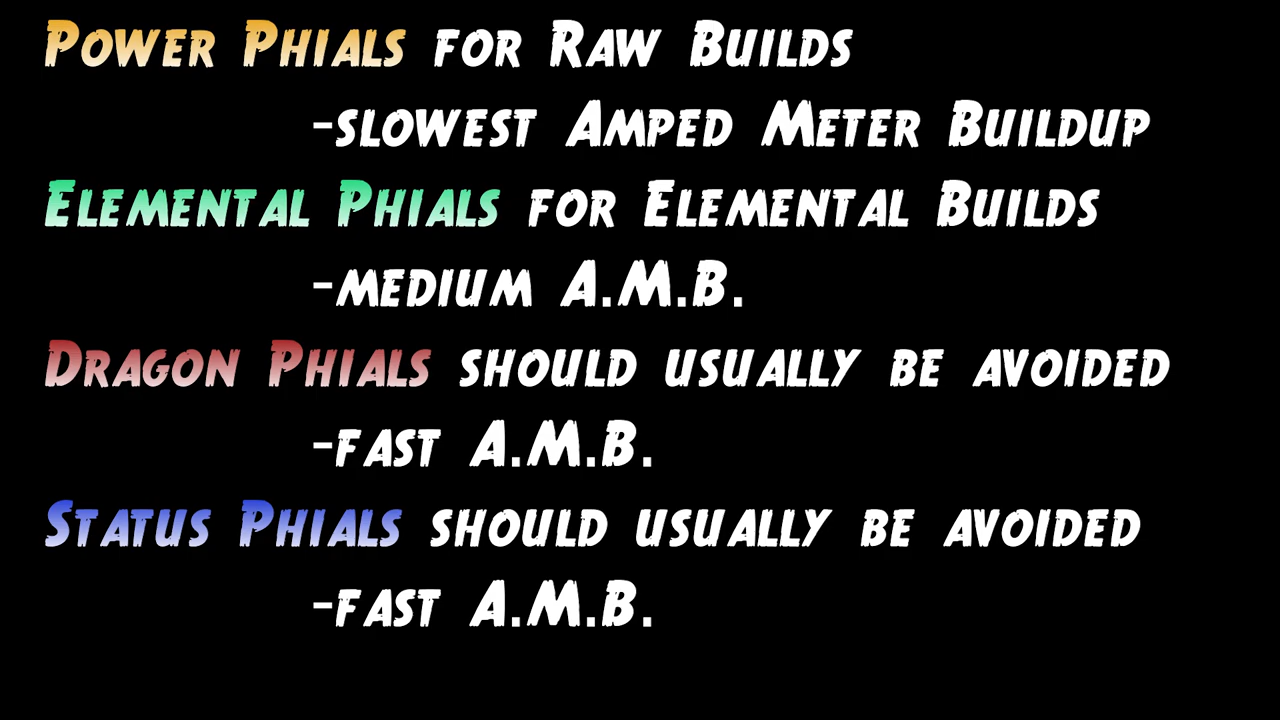 Power Phials for Raw Builds
-slowest Amped Meter Buildup
Elemental Phials for Elemental Builds
-medium A.M.B.
Dragon Phials should usually be avoided
-fast A.M.B.
Status Phials should usually be avoided
-fast A.M.B.